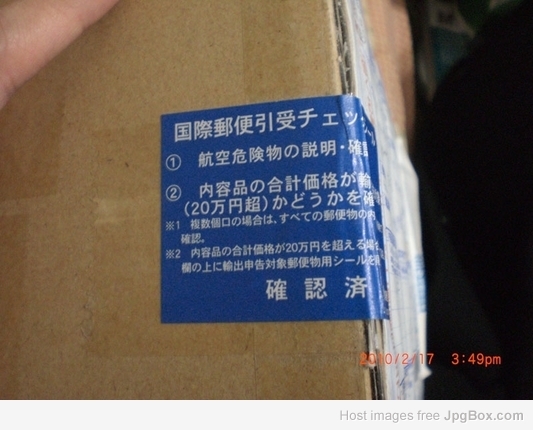 国際郵便引受チェック
① 航空危険物の説明・確認
② 内容品の合計価格が輸
(20万円超)かどうかを確
※1 複数個口の場合は、すべての郵便物の内
確認。
※2 内容品の合計価格が20万円を超える場合
欄の上に輸出申告対象郵便物用シールを
確認済
2010/2/17 3:49pm
Host images free JpgBox.com